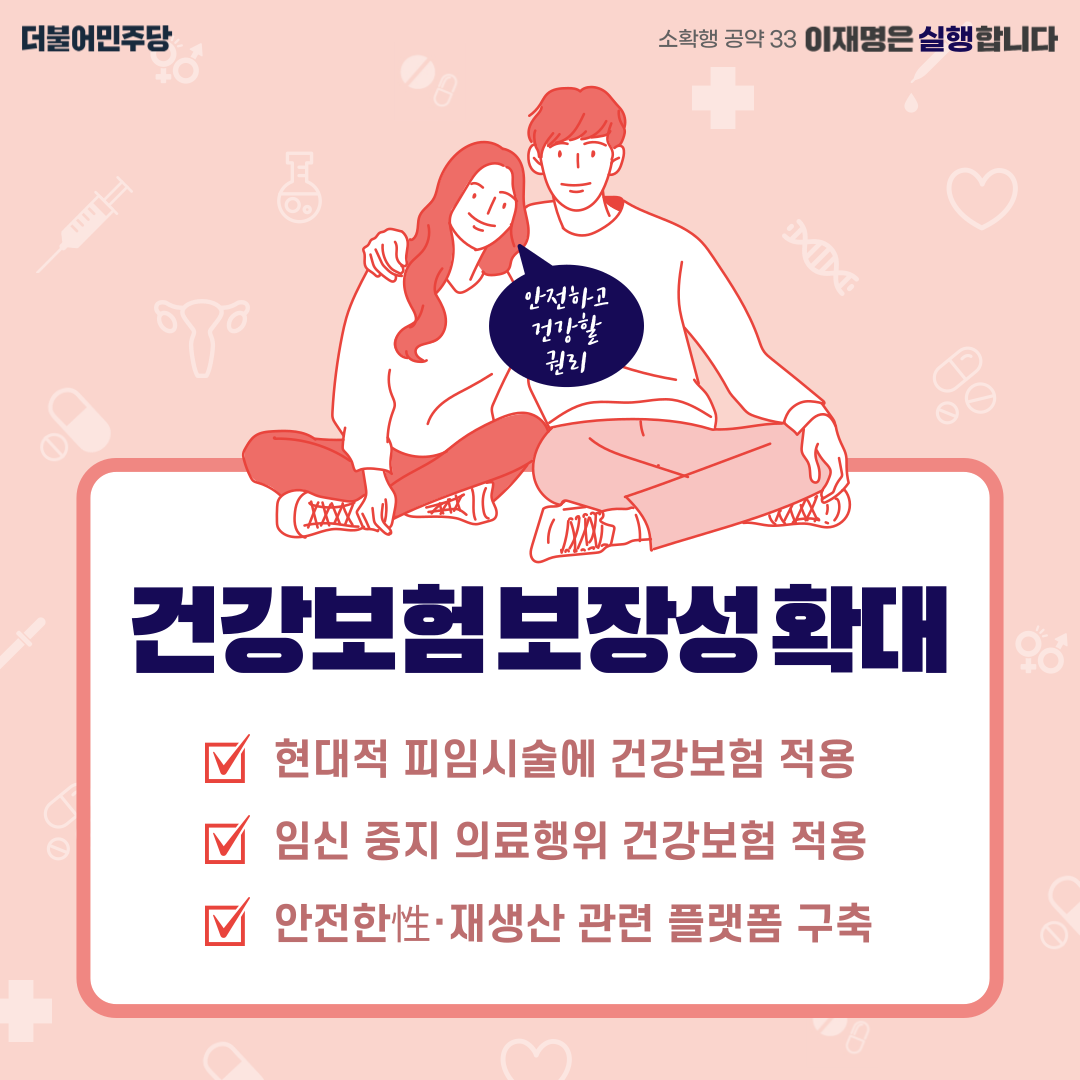 더불어민주당
소확행 공약 33 이재명은 실행합니다
안전하고
건강할
권리
건강보험 보장성 확대
현대적 피임시술에 건강보험 적용
임신 중지 의료행위 건강보험 적용
안전한性·재생산 관련 플랫폼 구축